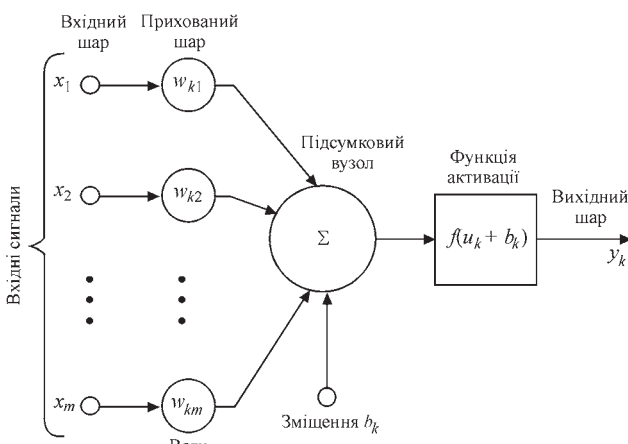 Вхідний
шар
Прихований
шар
Вхідні сигнали
x1
wk1
x2
wk2
xm
wkm
Підсумковий
вузол
Σ
Зміщення bk
Функція
активації
f(uk + bk)
Вихідний
шар
yk